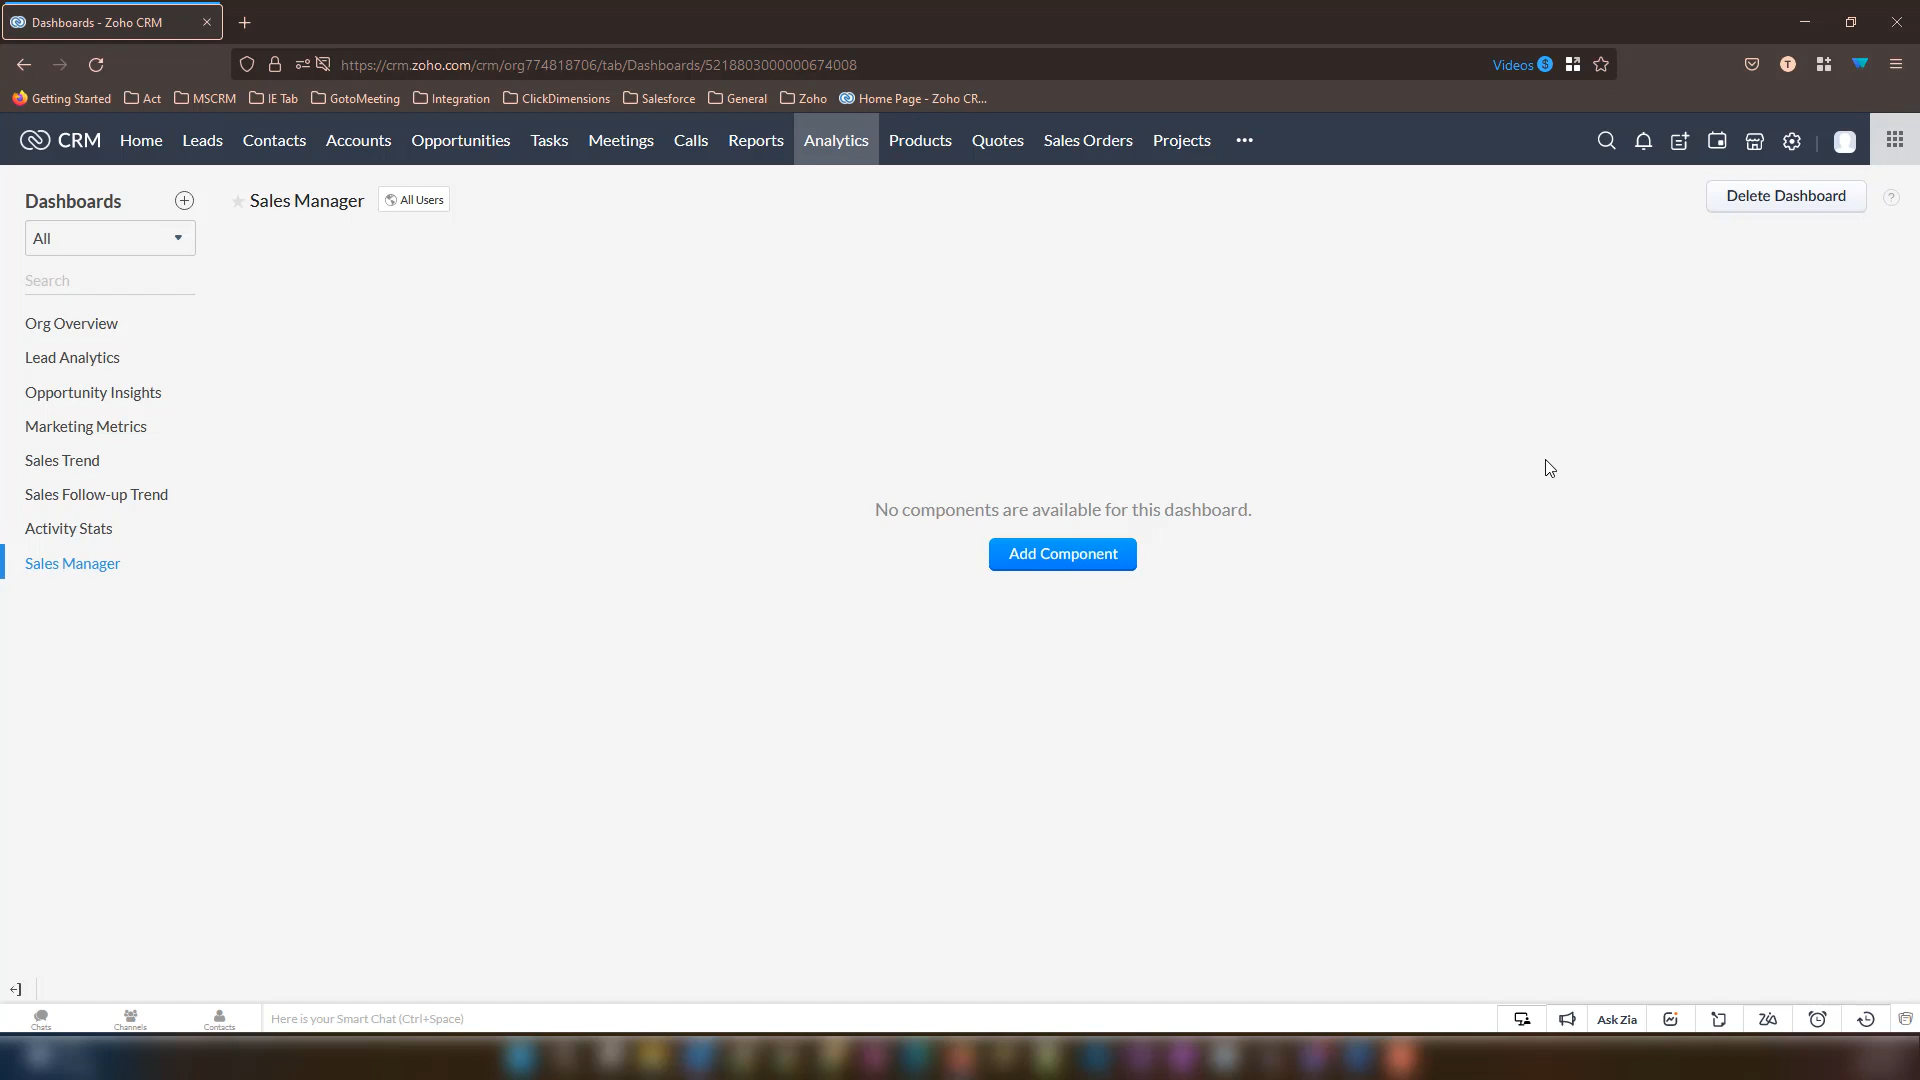 Dashboards - Zoho CRM
https://crm.zoho.com/crm/org774818706/tab/Dashboards/5218803000000674008
Videos
T
Getting Started Act MSCRM IE Tab GotoMeeting Integration ClickDimensions Salesforce General Zoho Home Page - Zoho CR...
CRM Home Leads Contacts Accounts Opportunities Tasks Meetings Calls Reports Analytics Products Quotes Sales Orders Projects
Dashboards
Sales Manager All Users Delete Dashboard ?
All
Search
Org Overview
Lead Analytics
Opportunity Insights
Marketing Metrics
Sales Trend
Sales Follow-up Trend
Activity Stats
Sales Manager
No components are available for this dashboard.
Add Component
Chats Channels Contacts Here is your Smart Chat (Ctrl+Space) Ask Zia